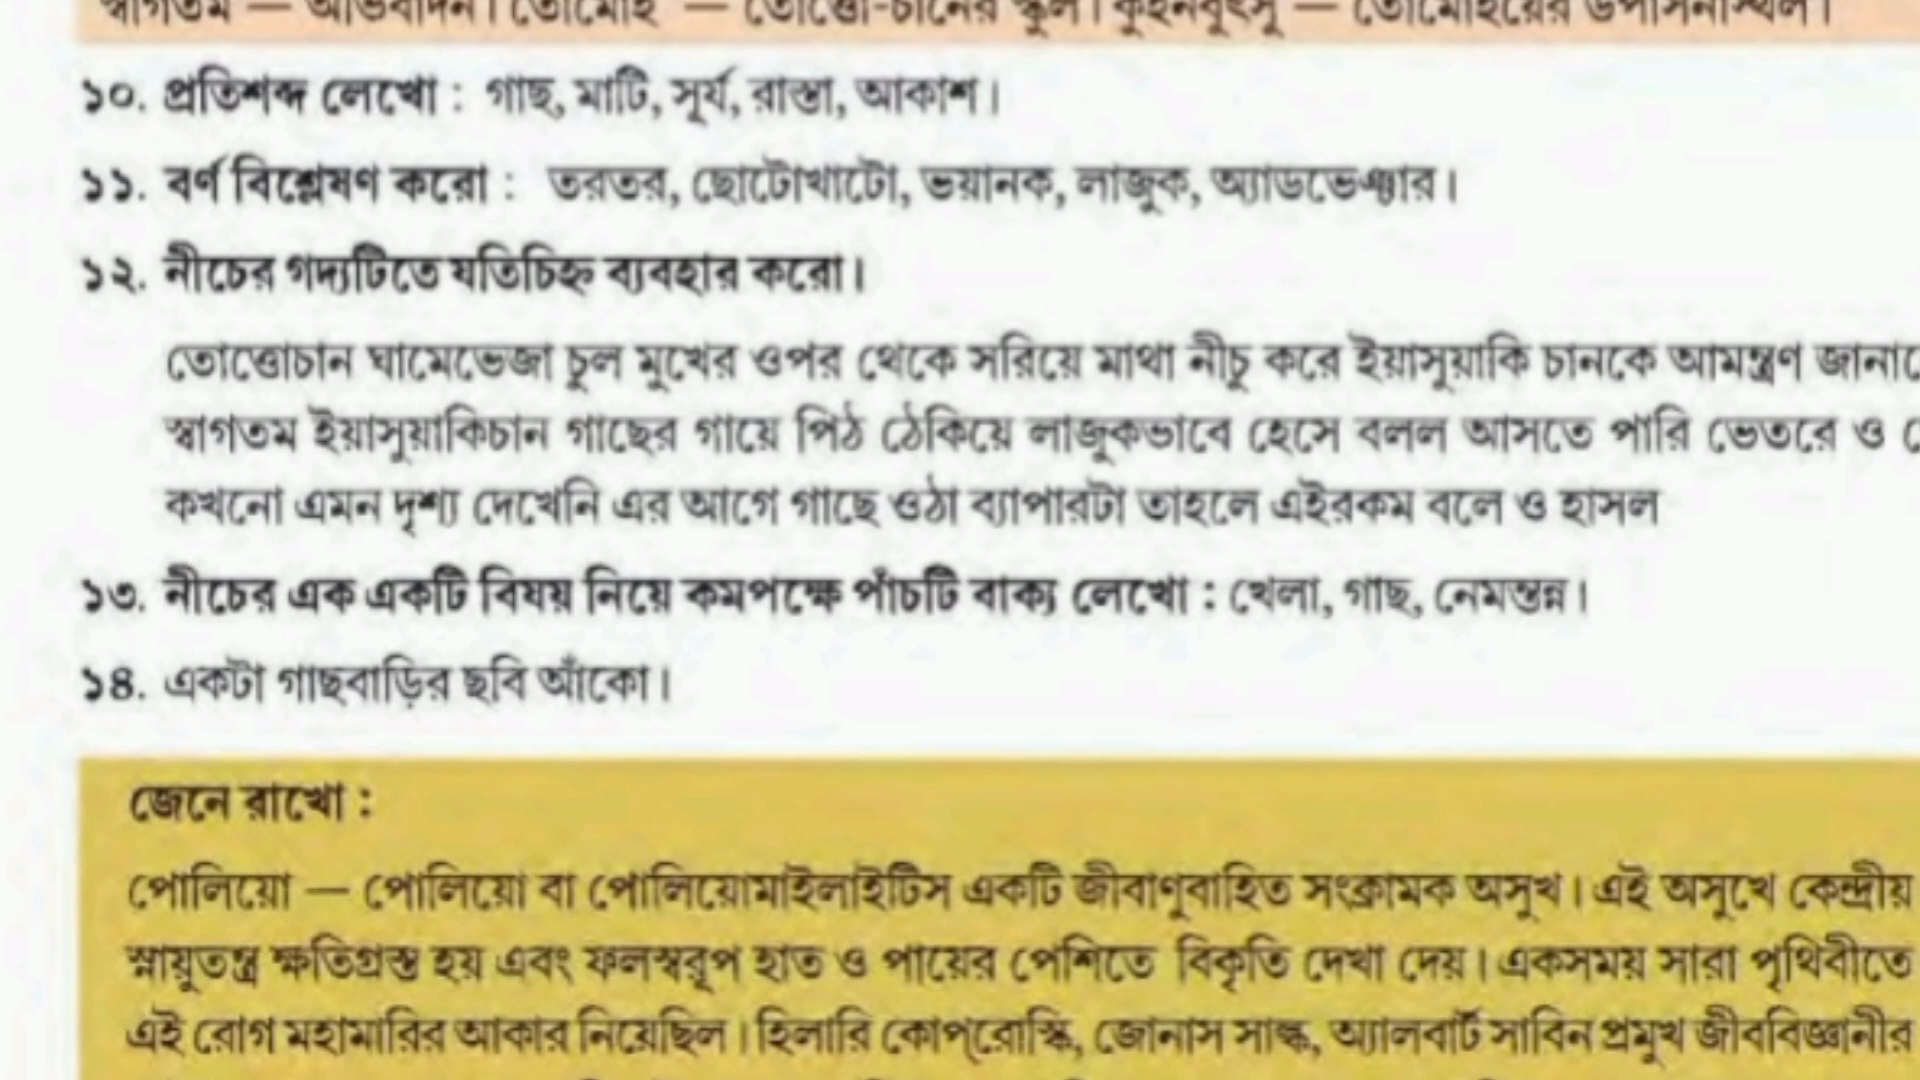 স্বাগতম — অভিবাদন। তোমোই — তোত্তো-চানের স্কুল। কুহনবুৎসু — তোমোইয়ের উপাসনাস্থল।
১০. প্রতিশব্দ লেখো : গাছ, মাটি, সূর্য, রাস্তা, আকাশ।
১১. বর্ণ বিশ্লেষণ করো : তরতর, ছোটোখাটো, ভয়ানক, লাজুক, অ্যাডভেঞ্চার।
১২. নীচের গদ্যটিতে যতিচিহ্ন ব্যবহার করো।
তোত্তোচান ঘামেভেজা চুল মুখের ওপর থেকে সরিয়ে মাথা নীচু করে ইয়াসুয়াকি চানকে আমন্ত্রণ
স্বাগতম ইয়াসুয়াকিচান গাছের গায়ে পিঠ ঠেকিয়ে লাজুকভাবে হেসে বলল আসতে পারি ভেতরে ও
কখনো এমন দৃশ্য দেখেনি এর আগে গাছে ওঠা ব্যাপারটা তাহলে এইরকম বলে ও হাসল
১৩. নীচের এক একটি বিষয় নিয়ে কমপক্ষে পাঁচটি বাক্য লেখো : খেলা, গাছ, নেমন্তন্ন।
১৪. একটা গাছবাড়ির ছবি আঁকো।
জেনে রাখো :
পোলিয়ো — পোলিয়ো বা পোলিয়োমাইলাইটিস একটি জীবাণুবাহিত সংক্রামক অসুখ। এই অসুখে কেন্দ্রীয়
স্নায়ুতন্ত্র ক্ষতিগ্রস্ত হয় এবং ফলস্বরূপ হাত ও পায়ের পেশিতে বিকৃতি দেখা দেয়। একসময় সারা পৃথিবীতে
এই রোগ মহামারির আকার নিয়েছিল। হিলারি কোপ্‌রোস্কি, জোনাস সাল্ক, অ্যালবার্ট সাবিন প্রমুখ জীববিজ্ঞানীর